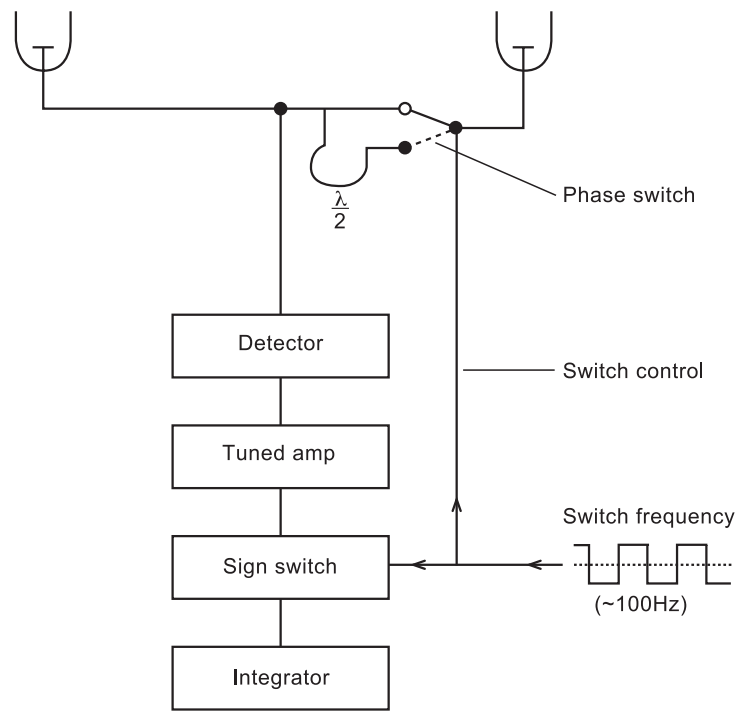 λ
2
Phase switch
Detector
Switch control
Tuned amp
Switch frequency
Sign switch
(~100Hz)
Integrator